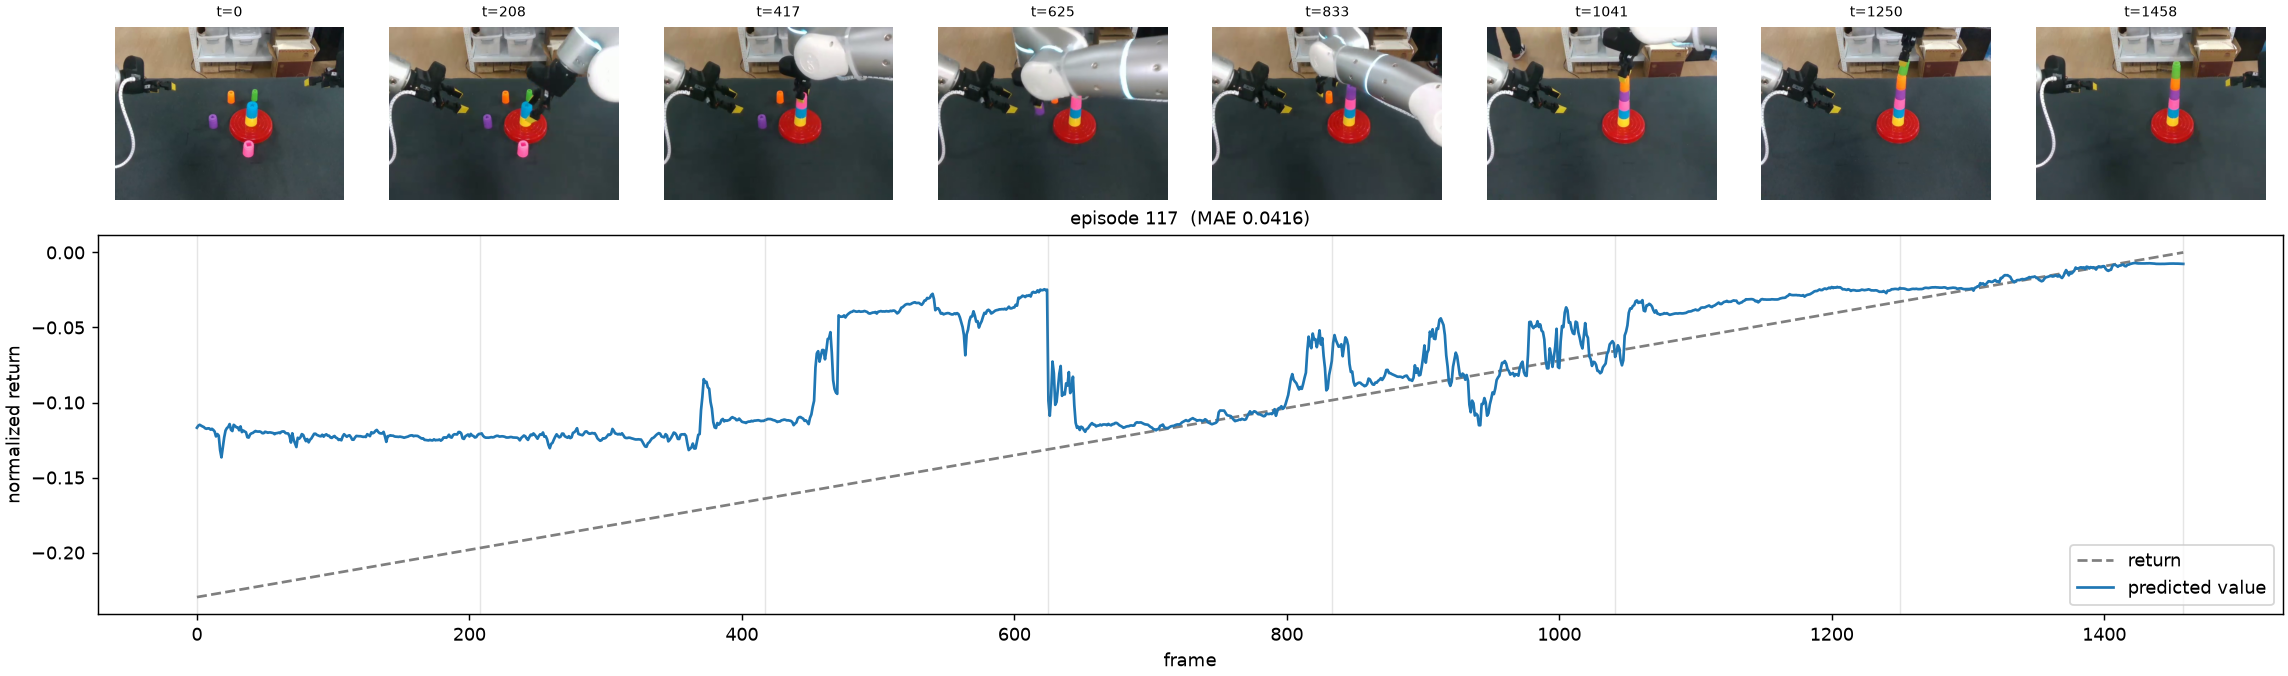 t=0 t=208 t=417 t=625 t=833 t=1041 t=1250 t=1458
episode 117 (MAE 0.0416)
normalized return
0.00
−0.05
−0.10
−0.15
−0.20
return
predicted value
0 200 400 600 800 1000 1200 1400
frame